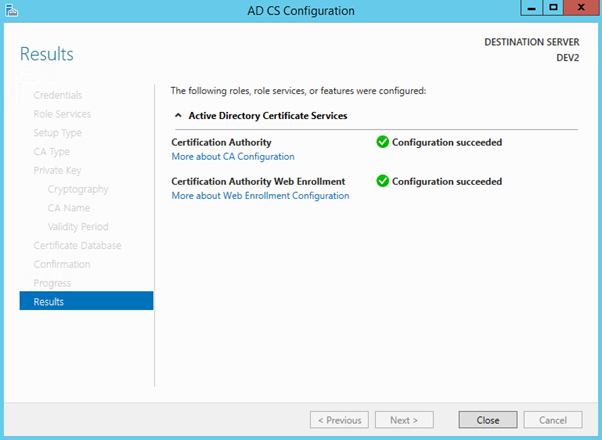 AD CS Configuration
Results
DESTINATION SERVER
DEV2
Credentials
Role Services
Setup Type
CA Type
Private Key
Cryptography
CA Name
Validity Period
Certificate Database
Confirmation
Progress
Results
The following roles, role services, or features were configured:
Active Directory Certificate Services
Certification Authority Configuration succeeded
More about CA Configuration
Certification Authority Web Enrollment Configuration succeeded
More about Web Enrollment Configuration
< Previous Next > Close Cancel